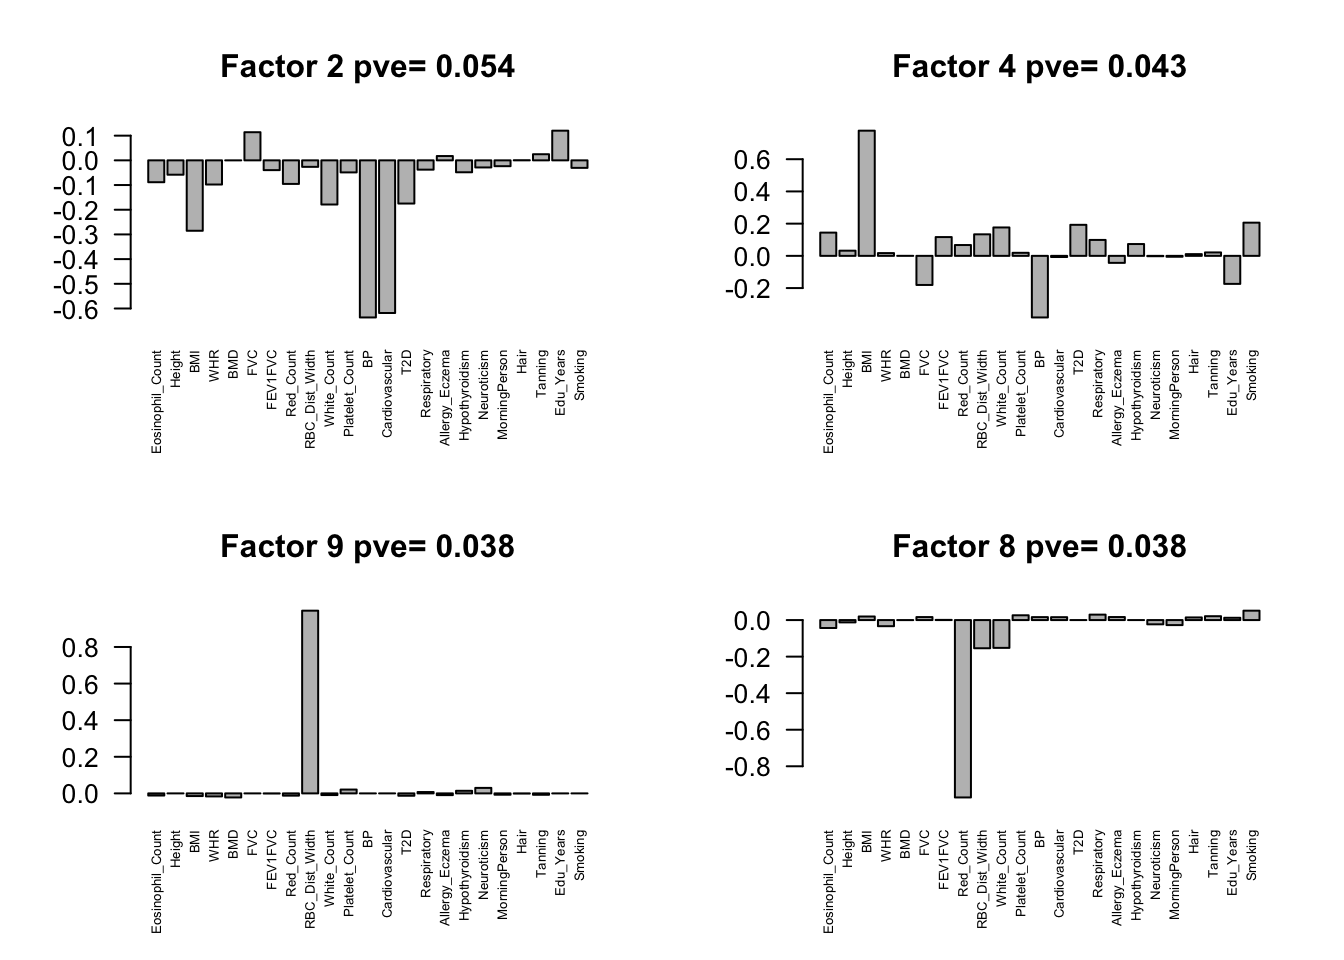 Factor 2 pve= 0.054
0.1
0.0
-0.1
-0.2
-0.3
-0.4
-0.5
-0.6
Eosinophil_Count
Height
BMI
WHR
BMD
FVC
FEV1FVC
Red_Count
RBC_Dist_Width
White_Count
Platelet_Count
BP
Cardiovascular
T2D
Respiratory
Allergy_Eczema
Hypothyroidism
Neuroticism
MorningPerson
Hair
Tanning
Edu_Years
Smoking
Factor 4 pve= 0.043
0.6
0.4
0.2
0.0
-0.2
Eosinophil_Count
Height
BMI
WHR
BMD
FVC
FEV1FVC
Red_Count
RBC_Dist_Width
White_Count
Platelet_Count
BP
Cardiovascular
T2D
Respiratory
Allergy_Eczema
Hypothyroidism
Neuroticism
MorningPerson
Hair
Tanning
Edu_Years
Smoking
Factor 9 pve= 0.038
0.8
0.6
0.4
0.2
0.0
Eosinophil_Count
Height
BMI
WHR
BMD
FVC
FEV1FVC
Red_Count
RBC_Dist_Width
White_Count
Platelet_Count
BP
Cardiovascular
T2D
Respiratory
Allergy_Eczema
Hypothyroidism
Neuroticism
MorningPerson
Hair
Tanning
Edu_Years
Smoking
Factor 8 pve= 0.038
0.0
-0.2
-0.4
-0.6
-0.8
Eosinophil_Count
Height
BMI
WHR
BMD
FVC
FEV1FVC
Red_Count
RBC_Dist_Width
White_Count
Platelet_Count
BP
Cardiovascular
T2D
Respiratory
Allergy_Eczema
Hypothyroidism
Neuroticism
MorningPerson
Hair
Tanning
Edu_Years
Smoking